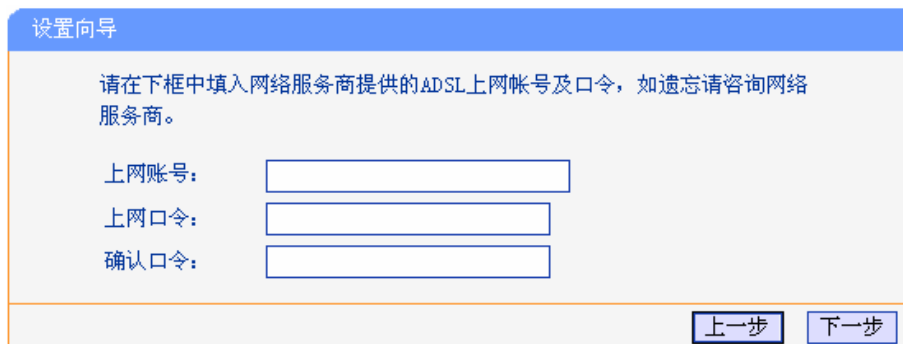 设置向导
请在下框中填入网络服务商提供的ADSL上网帐号及口令，如遗忘请咨询网络
服务商。
上网账号：
上网口令：
确认口令：
上一步 下一步